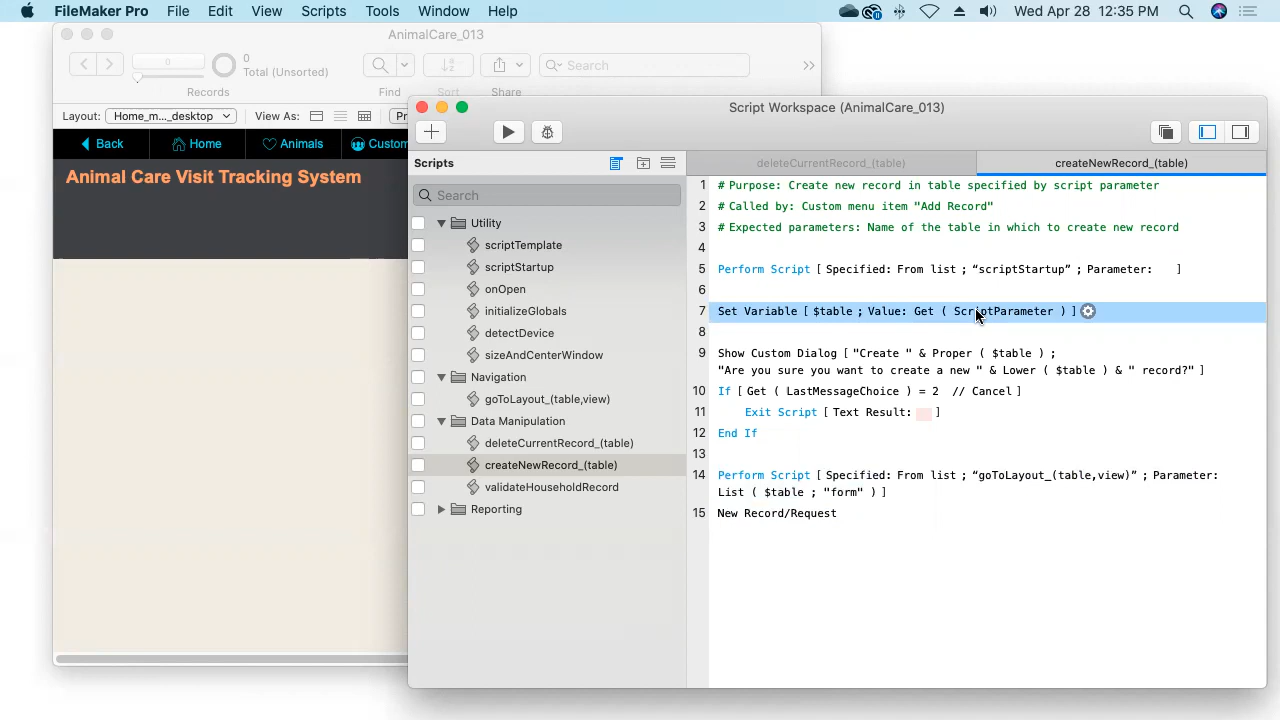 FileMaker Pro File Edit View Scripts Tools Window Help Wed Apr 28 12:35 PM
AnimalCare_013
0
0
Total (Unsorted)
Search
Records Find Sort Share
Layout: Home_m..._desktop View As: Pr
Back Home Animals Custom
Animal Care Visit Tracking System
Script Workspace (AnimalCare_013)
Scripts
Search
Utility
scriptTemplate
scriptStartup
onOpen
initializeGlobals
detectDevice
sizeAndCenterWindow
Navigation
goToLayout_(table,view)
Data Manipulation
deleteCurrentRecord_(table)
createNewRecord_(table)
validateHouseholdRecord
Reporting
deleteCurrentRecord_(table) createNewRecord_(table)
1 # Purpose: Create new record in table specified by script parameter
2 # Called by: Custom menu item "Add Record"
3 # Expected parameters: Name of the table in which to create new record
4
5 Perform Script [ Specified: From list ; “scriptStartup” ; Parameter: ]
6
7 Set Variable [ $table ; Value: Get ( ScriptParameter ) ]
8
9 Show Custom Dialog [ "Create " & Proper ( $table ) ;
"Are you sure you want to create a new " & Lower ( $table ) & " record?" ]
10 If [ Get ( LastMessageChoice ) = 2 // Cancel ]
11 Exit Script [ Text Result: ]
12 End If
13
14 Perform Script [ Specified: From list ; “goToLayout_(table,view)” ; Parameter:
List ( $table ; "form" ) ]
15 New Record/Request